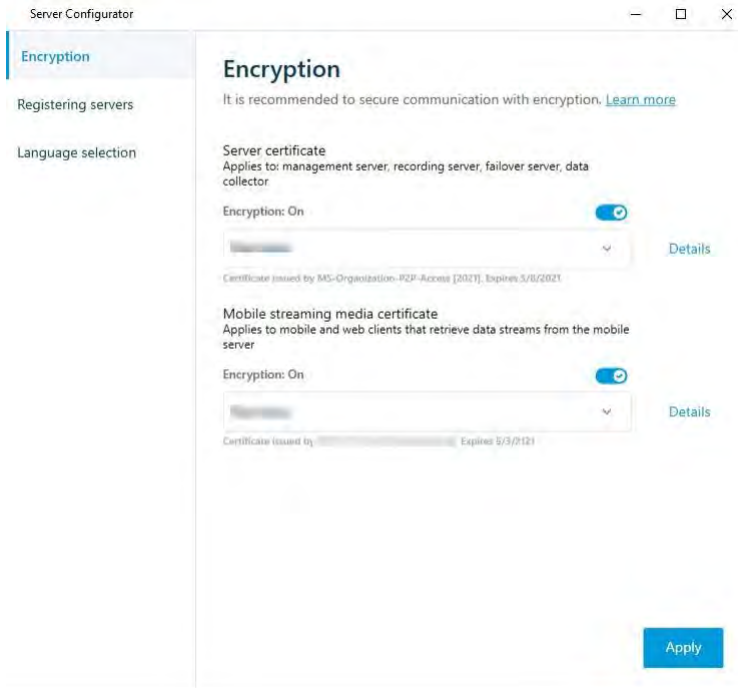 Server Configurator
Encryption
Registering servers
Language selection
Encryption
It is recommended to secure communication with encryption. Learn more
Server certificate
Applies to: management server, recording server, failover server, data
collector
Encryption: On
Details
Certificate issued by MS-Organization-P2P-Access [2021]. Expires 5/8/2021
Mobile streaming media certificate
Applies to mobile and web clients that retrieve data streams from the mobile
server
Encryption: On
Details
Certificate issued by Expires 5/3/2121
Apply